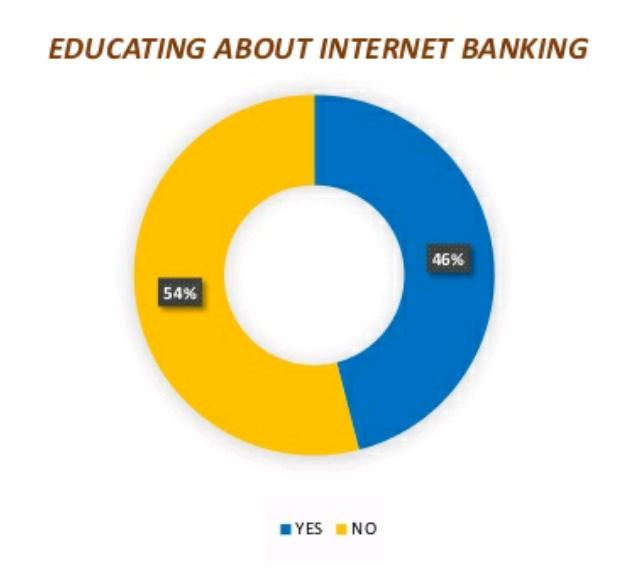 EDUCATING ABOUT INTERNET BANKING
46%
54%
YES NO